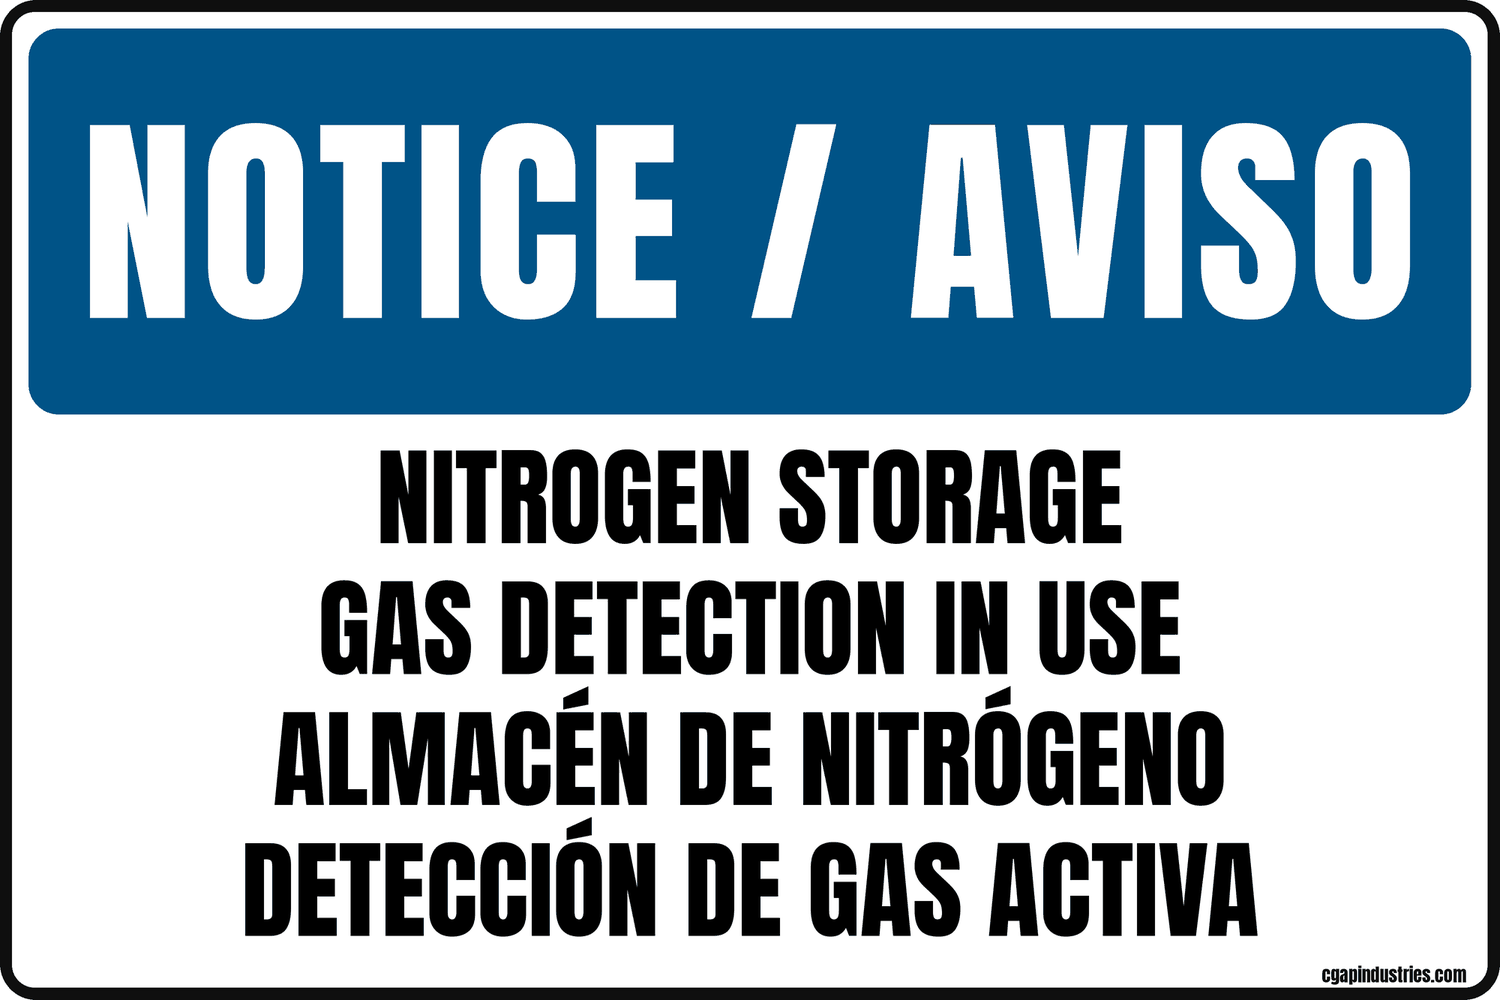 NOTICE / AVISO
NITROGEN STORAGE
GAS DETECTION IN USE
ALMACÉN DE NITRÓGENO
DETECCIÓN DE GAS ACTIVA
cgapindustries.com